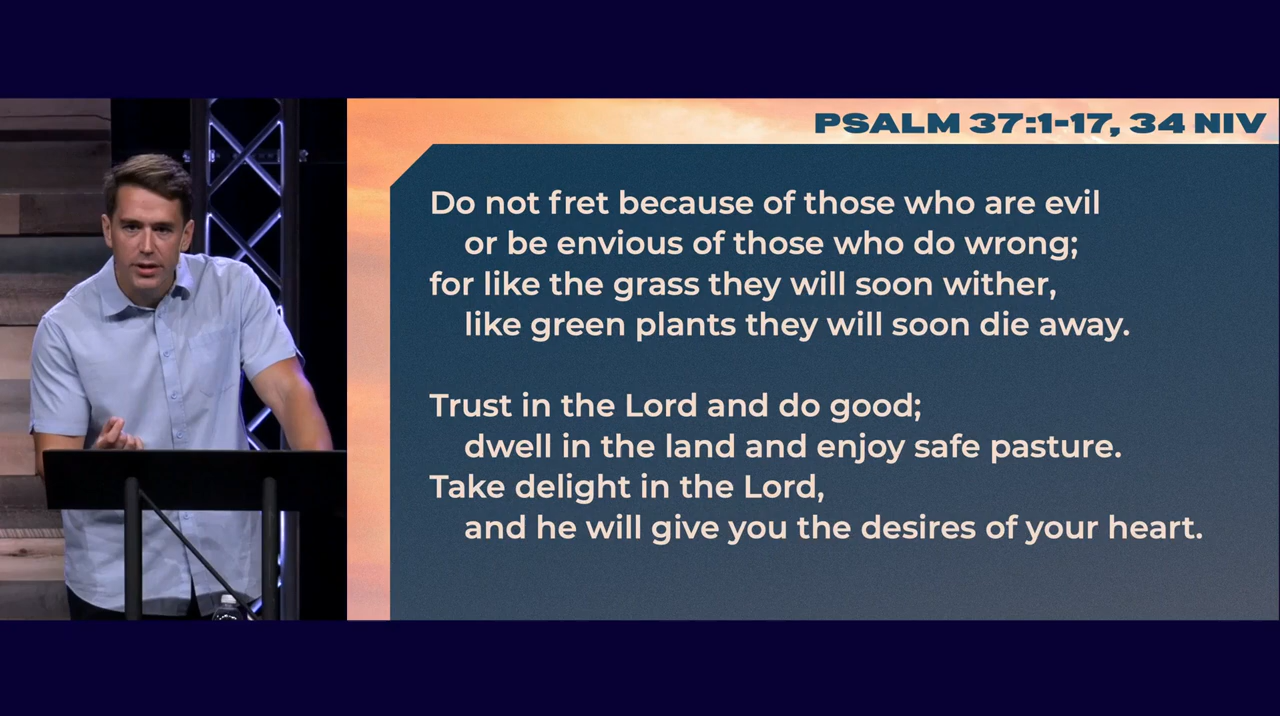 PSALM 37:1-17, 34 NIV
Do not fret because of those who are evil
or be envious of those who do wrong;
for like the grass they will soon wither,
like green plants they will soon die away.
Trust in the Lord and do good;
dwell in the land and enjoy safe pasture.
Take delight in the Lord,
and he will give you the desires of your heart.